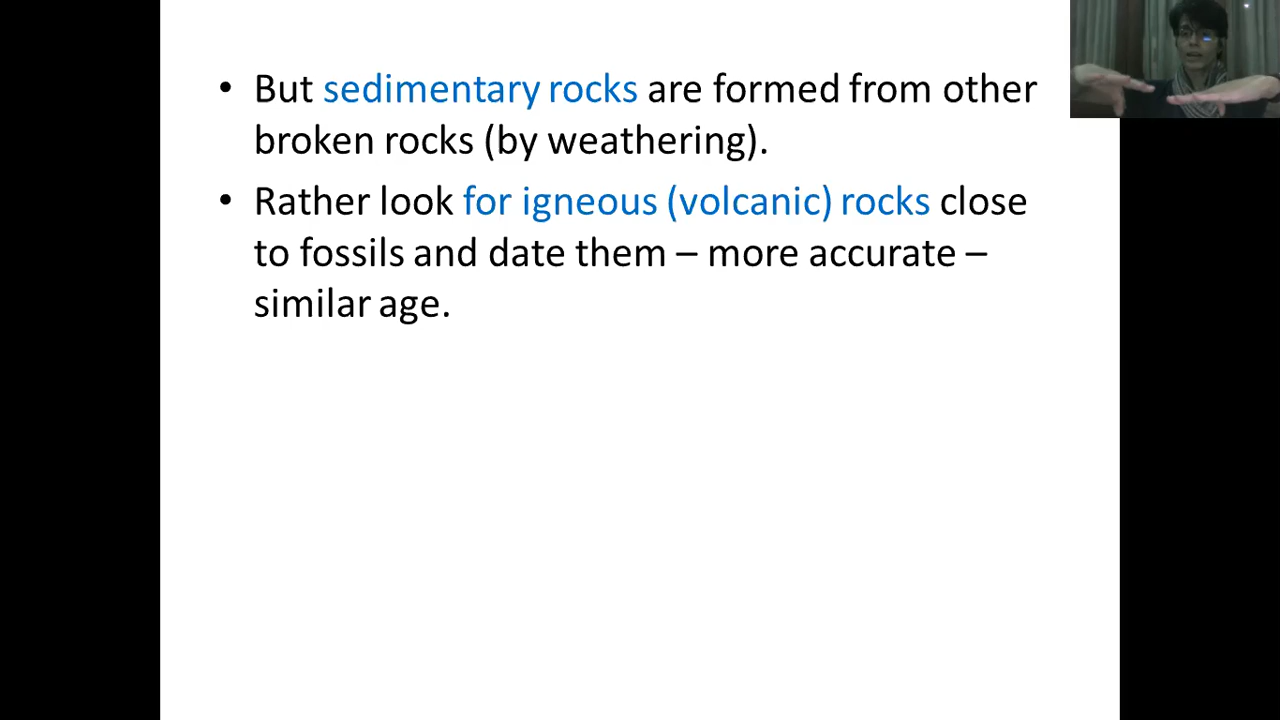 • But sedimentary rocks are formed from other
broken rocks (by weathering).
• Rather look for igneous (volcanic) rocks close
to fossils and date them – more accurate –
similar age.